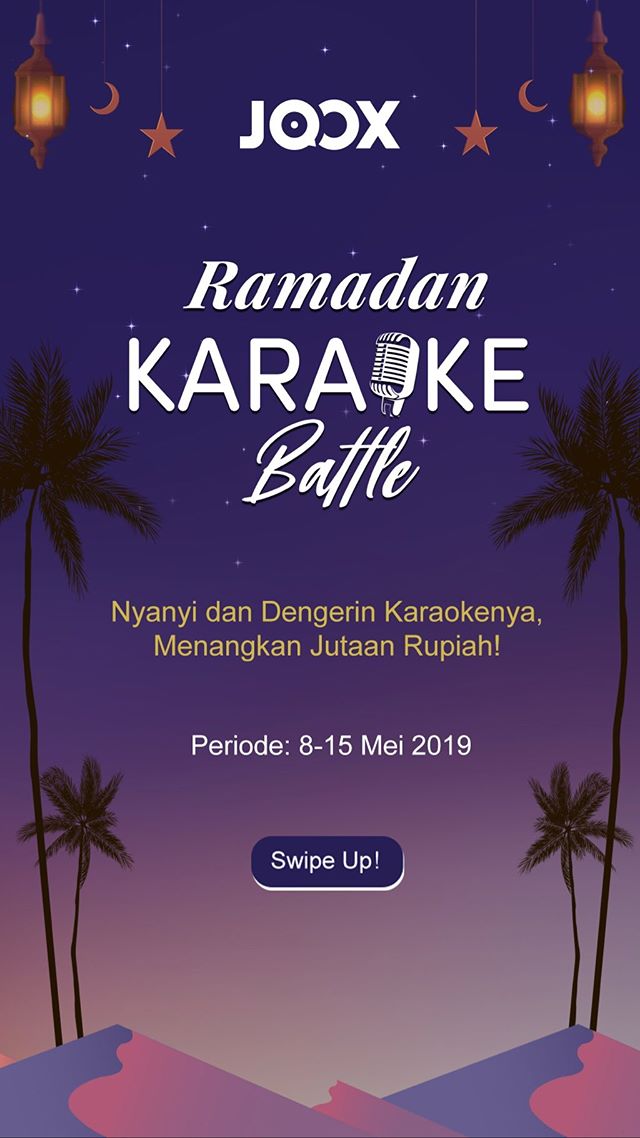 JOOX
Ramadan
KARAOKE
Battle
Nyanyi dan Dengerin Karaokenya,
Menangkan Jutaan Rupiah!
Periode: 8-15 Mei 2019
Swipe Up!